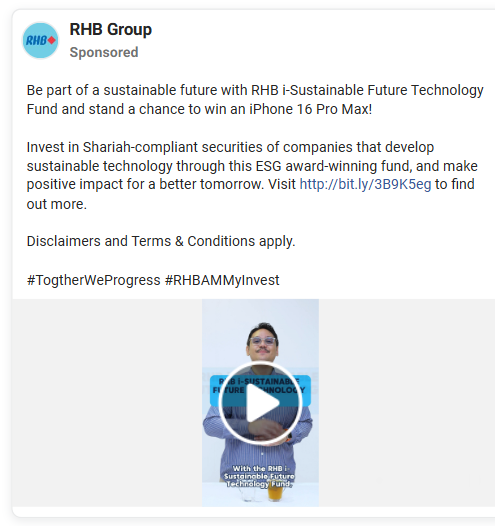 RHB
RHB Group
Sponsored
Be part of a sustainable future with RHB i-Sustainable Future Technology
Fund and stand a chance to win an iPhone 16 Pro Max!
Invest in Shariah-compliant securities of companies that develop
sustainable technology through this ESG award-winning fund, and make
positive impact for a better tomorrow. Visit http://bit.ly/3B9K5eg to find
out more.
Disclaimers and Terms & Conditions apply.
#TogtherWeProgress #RHBAMMyInvest
RHB i-SUSTAINABLE
FUTURE TECHNOLOGY
With the RHB i-
Sustainable Future
Technology Fund,